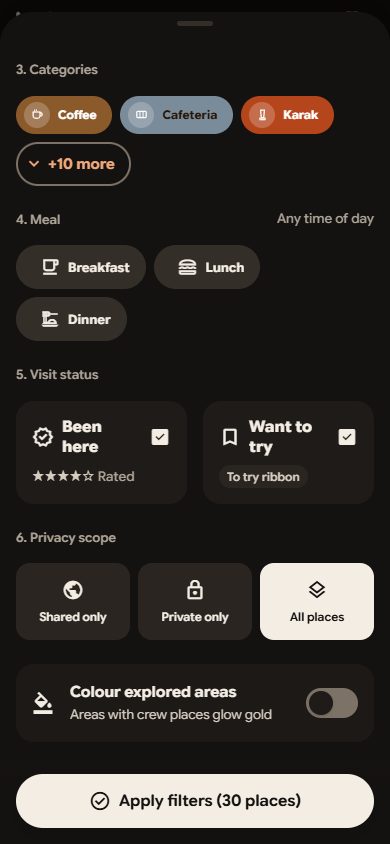 3. Categories
Coffee
Cafeteria
Karak
+10 more
4. Meal
Any time of day
Breakfast
Lunch
Dinner
5. Visit status
Been
here
★★★★☆ Rated
Want to
try
To try ribbon
6. Privacy scope
Shared only
Private only
All places
Colour explored areas
Areas with crew places glow gold
Apply filters (30 places)